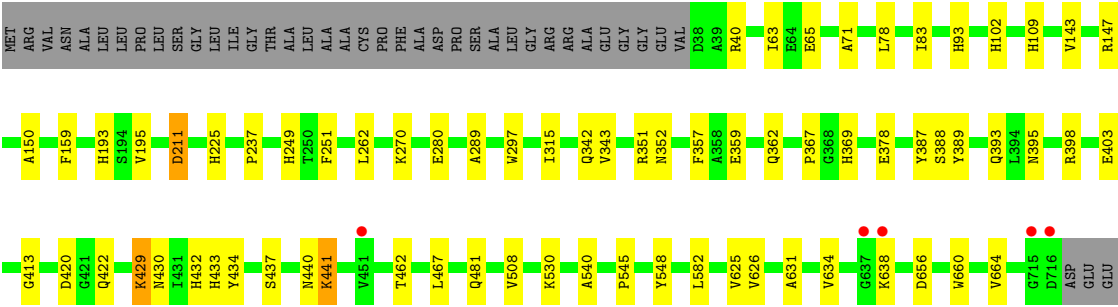 MET ARG VAL ASN ALA LEU LEU PRO LEU SER GLY LEU ILE GLY THR ALA LEU ALA ALA CYS PRO PHE ALA ASP PRO SER ALA LEU GLY ARG ARG ALA GLU GLY GLY GLU VAL D38 A39 R40 I63 E64 E65 A71 L78 I83 H93 H102 H109 V143 R147
A150 F159 H193 S194 V195 D211 H225 P237 H249 T250 F251 L262 K270 E280 A289 W297 I315 Q342 V343 R351 N352 F357 A358 E359 Q362 P367 G368 H369 E378 Y387 S388 Y389 Q393 L394 N395 R398 E403
G413 D420 G421 Q422 K429 N430 I431 H432 H433 Y434 S437 N440 K441 V451 T462 L467 Q481 V508 K530 A540 P545 Y548 L582 V625 V626 A631 V634 G637 K638 D656 W660 V664 G715 D716 ASP GLU GLU